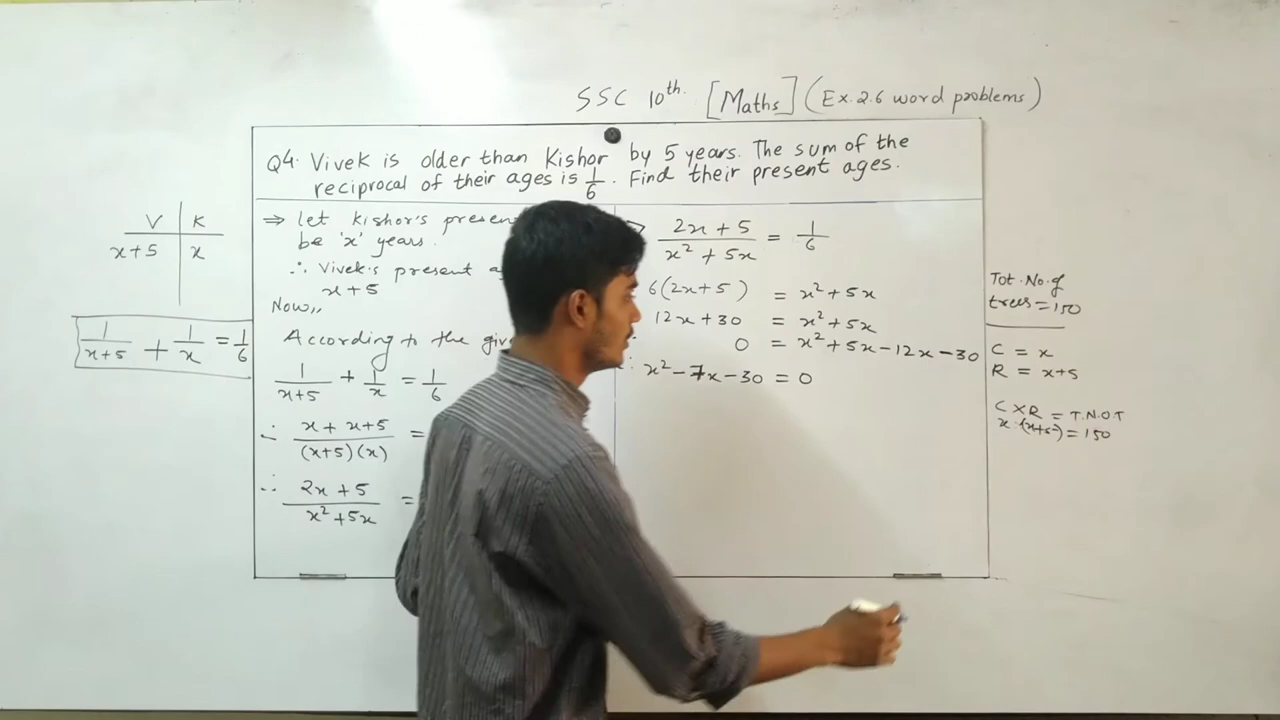 SSC 10th. [Maths] (Ex.2.6 word problems)
Q4. Vivek is older than Kishor by 5 years. The sum of the
reciprocal of their ages is 1/6. Find their present ages.
V | K
x+5 | x
1/(x+5) + 1/x = 1/6
⇒ let Kishor's presen
be 'x' years.
∴ Vivek's present a
x+5
Now,,
According to the give
1/(x+5) + 1/x = 1/6
∴ (x + x+5)/((x+5)(x)) =
∴ (2x+5)/(x²+5x) =
(2x+5)/(x²+5x) = 1/6
6(2x+5) = x²+5x
12x+30 = x²+5x
0 = x²+5x-12x-30
∴ x²-7x-30 = 0
Tot. No. of
trees = 150
C = x
R = x+5
C × R = T.N.O.T
x.(x+5) = 150